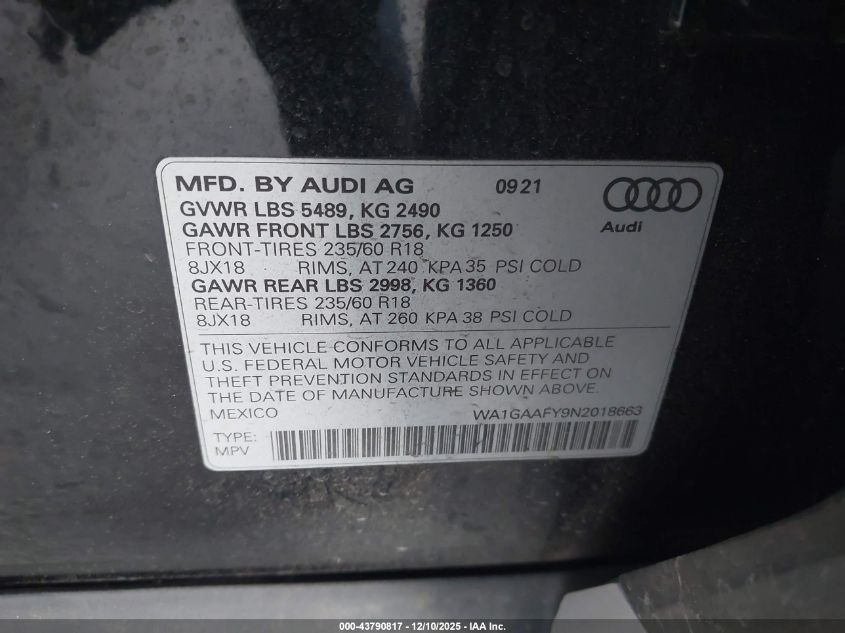 MFD. BY AUDI AG 0921
GVWR LBS 5489, KG 2490
GAWR FRONT LBS 2756, KG 1250 Audi
FRONT-TIRES 235/60 R18
8JX18 RIMS, AT 240 KPA 35 PSI COLD
GAWR REAR LBS 2998, KG 1360
REAR-TIRES 235/60 R18
8JX18 RIMS, AT 260 KPA 38 PSI COLD
THIS VEHICLE CONFORMS TO ALL APPLICABLE
U.S. FEDERAL MOTOR VEHICLE SAFETY AND
THEFT PREVENTION STANDARDS IN EFFECT ON
THE DATE OF MANUFACTURE SHOWN ABOVE.
MEXICO WA1GAAFY9N2018663
TYPE:
MPV
000-43790817 - 12/10/2025 - IAA Inc.